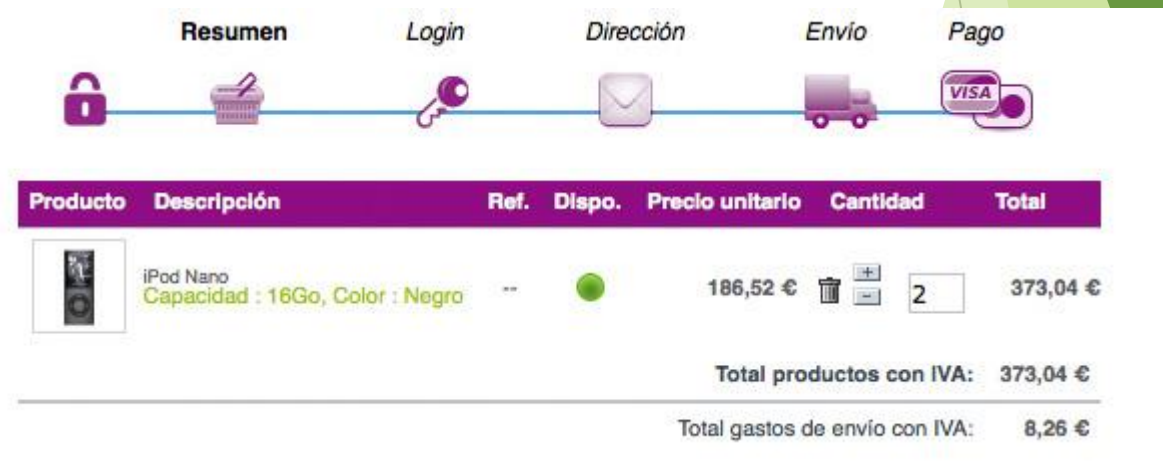 Resumen Login Dirección Envío Pago
VISA
Producto Descripción Ref. Dispo. Precio unitario Cantidad Total
iPod Nano
Capacidad : 16Go, Color : Negro -- 186,52 € + - 2 373,04 €
Total productos con IVA: 373,04 €
Total gastos de envío con IVA: 8,26 €